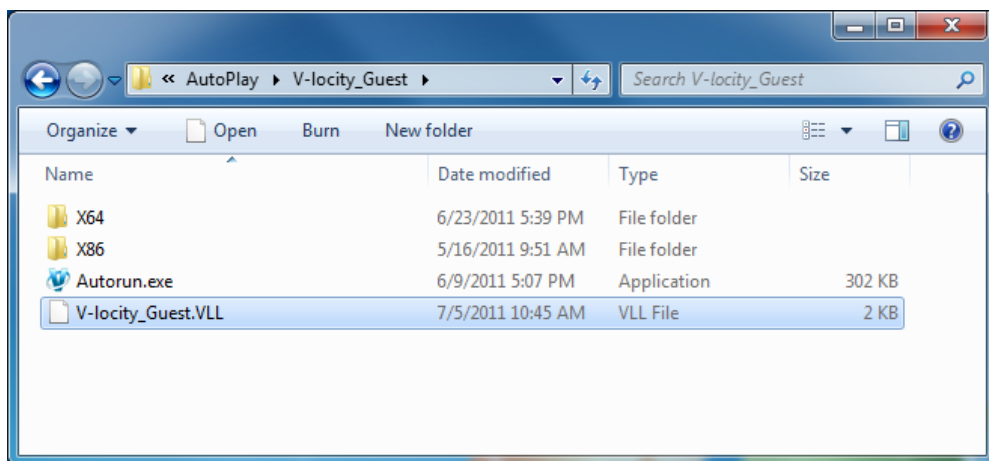 « AutoPlay ▸ V-locity_Guest ▸ Search V-locity_Guest
Organize Open Burn New folder
Name Date modified Type Size
X64 6/23/2011 5:39 PM File folder
X86 5/16/2011 9:51 AM File folder
Autorun.exe 6/9/2011 5:07 PM Application 302 KB
V-locity_Guest.VLL 7/5/2011 10:45 AM VLL File 2 KB